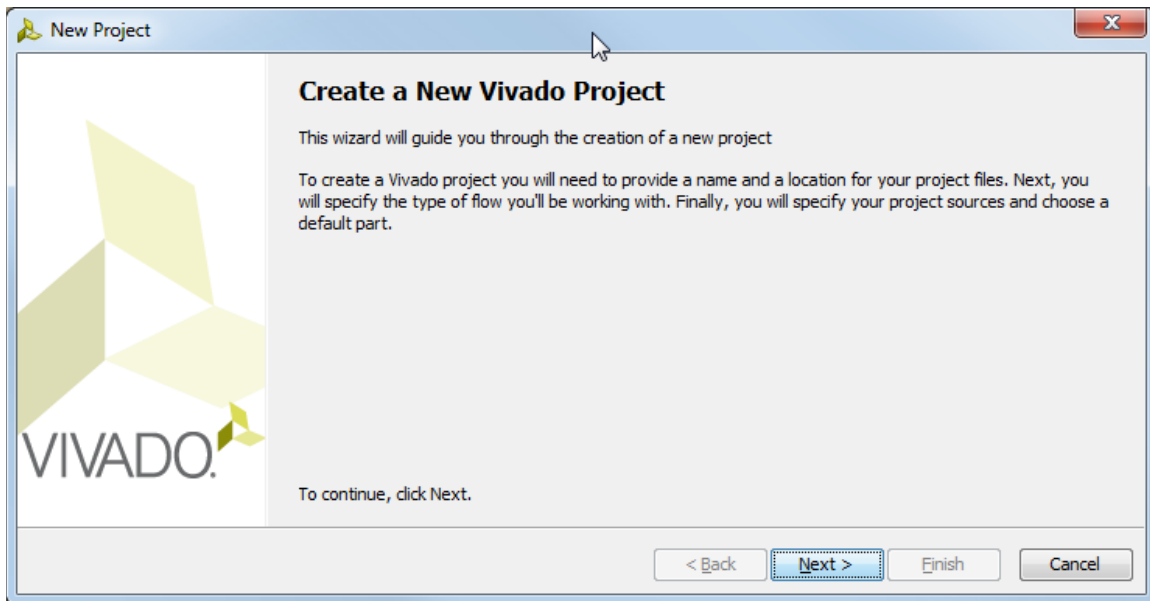 New Project
Create a New Vivado Project
This wizard will guide you through the creation of a new project
To create a Vivado project you will need to provide a name and a location for your project files. Next, you
will specify the type of flow you'll be working with. Finally, you will specify your project sources and choose a
default part.
VIVADO.
To continue, click Next.
< Back Next > Finish Cancel